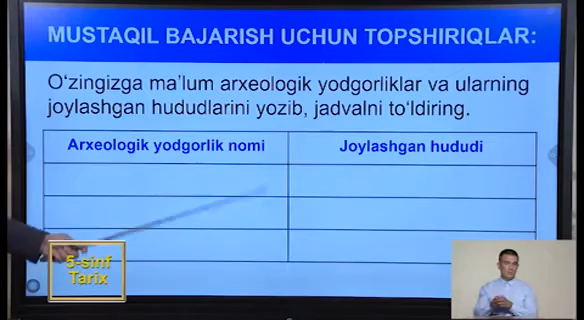 MUSTAQIL BAJARISH UCHUN TOPSHIRIQLAR:
O‘zingizga ma’lum arxeologik yodgorliklar va ularning
joylashgan hududlarini yozib, jadvalni to‘ldiring.
Arxeologik yodgorlik nomi
Joylashgan hududi
5-sinf
Tarix